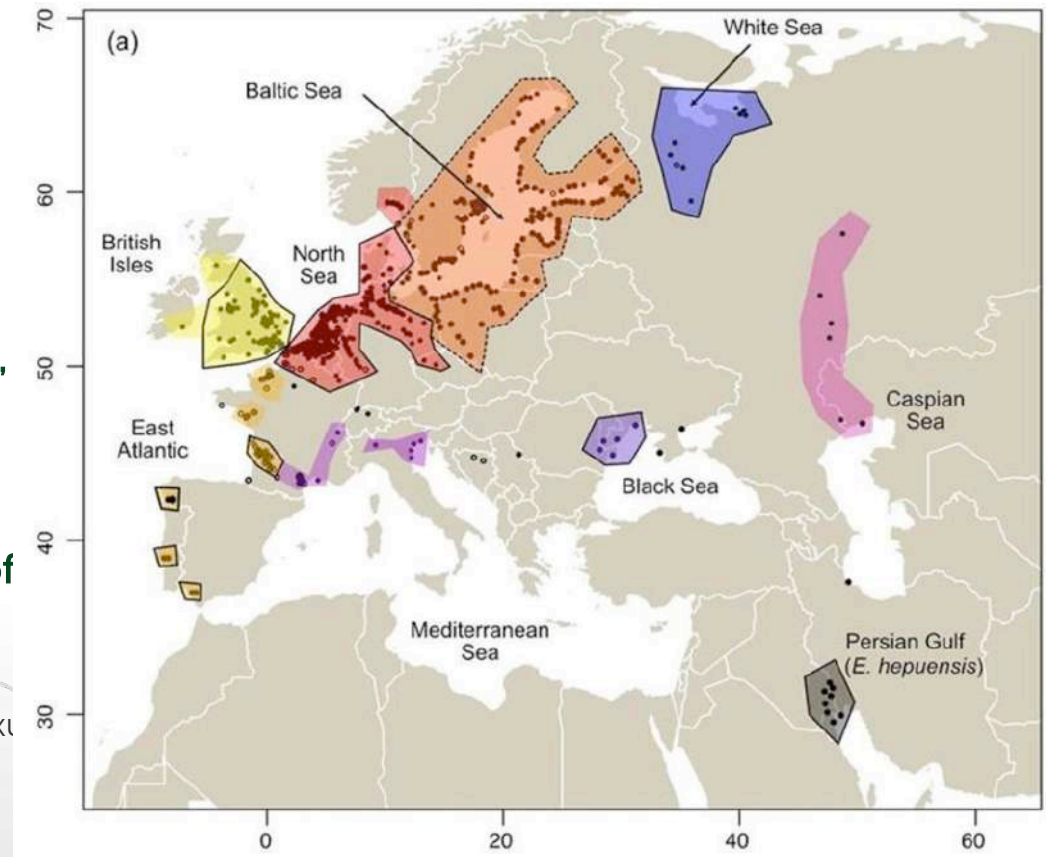 70
(a)
White Sea
Baltic Sea
60
British
Isles
North
Sea
,
50
East
Atlantic
Caspian
Sea
Black Sea
40
Mediterranean
Sea
Persian Gulf
(E. hepuensis)
30
0 20 40 60